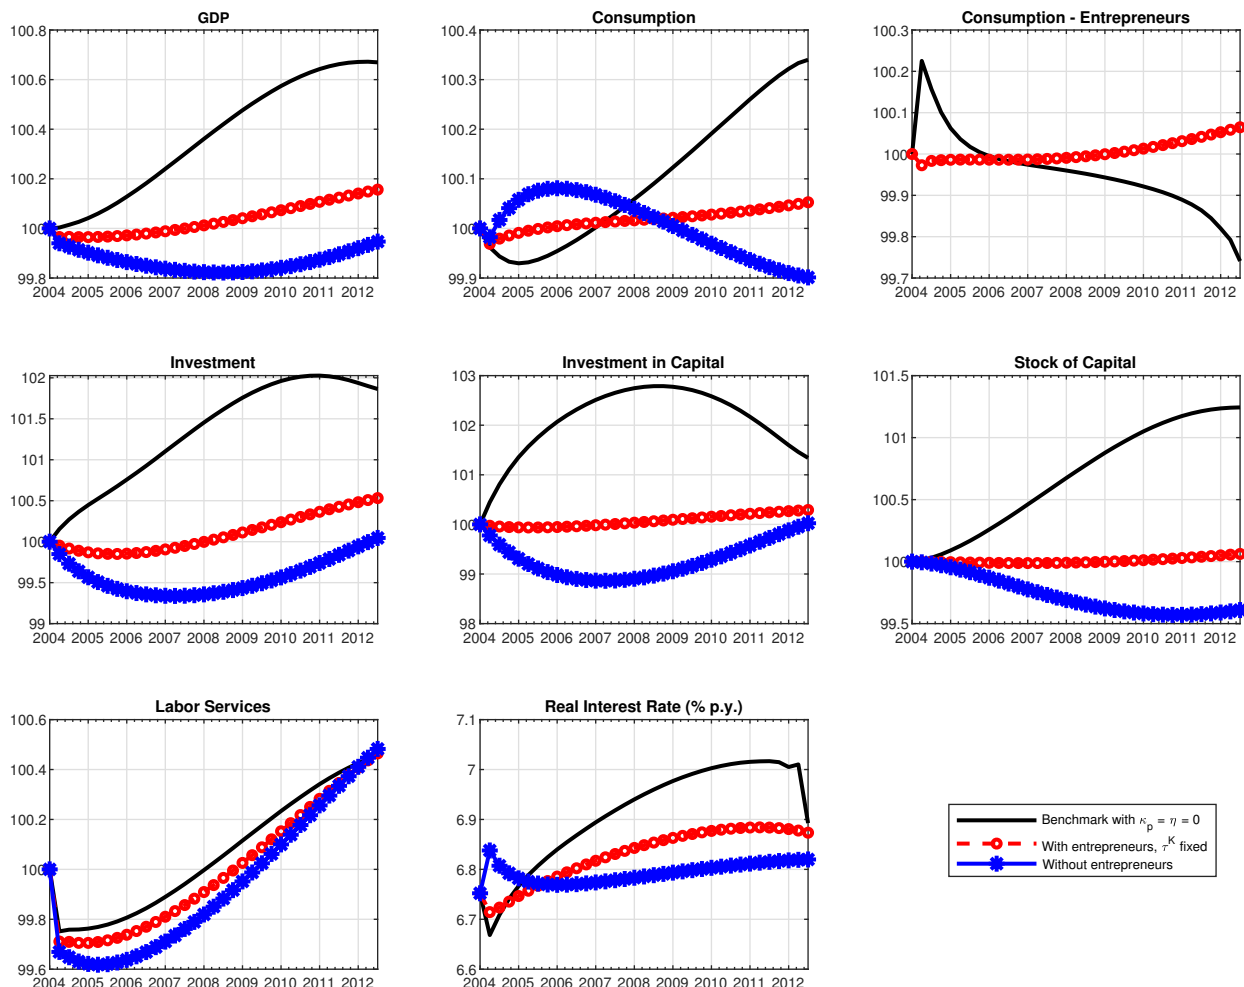 GDP
100.8
100.6
100.4
100.2
100
99.8
2004 2005 2006 2007 2008 2009 2010 2011 2012
Consumption
100.4
100.3
100.2
100.1
100
99.9
2004 2005 2006 2007 2008 2009 2010 2011 2012
Consumption - Entrepreneurs
100.3
100.2
100.1
100
99.9
99.8
99.7
2004 2005 2006 2007 2008 2009 2010 2011 2012
Investment
102
101.5
101
100.5
100
99.5
99
2004 2005 2006 2007 2008 2009 2010 2011 2012
Investment in Capital
103
102
101
100
99
98
2004 2005 2006 2007 2008 2009 2010 2011 2012
Stock of Capital
101.5
101
100.5
100
99.5
2004 2005 2006 2007 2008 2009 2010 2011 2012
Labor Services
100.6
100.4
100.2
100
99.8
99.6
2004 2005 2006 2007 2008 2009 2010 2011 2012
Real Interest Rate (% p.y.)
7.1
7
6.9
6.8
6.7
6.6
2004 2005 2006 2007 2008 2009 2010 2011 2012
Benchmark with κp = η = 0
With entrepreneurs, τK fixed
Without entrepreneurs